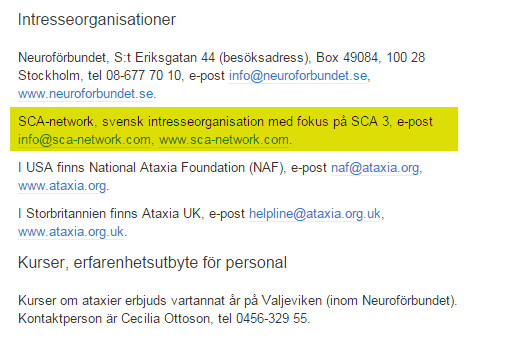 Intresseorganisationer
Neuroförbundet, S:t Eriksgatan 44 (besöksadress), Box 49084, 100 28
Stockholm, tel 08-677 70 10, e-post info@neuroforbundet.se,
www.neuroforbundet.se.
SCA-network, svensk intresseorganisation med fokus på SCA 3, e-post
info@sca-network.com, www.sca-network.com.
I USA finns National Ataxia Foundation (NAF), e-post naf@ataxia.org,
www.ataxia.org.
I Storbritannien finns Ataxia UK, e-post helpline@ataxia.org.uk,
www.ataxia.org.uk.
Kurser, erfarenhetsutbyte för personal
Kurser om ataxier erbjuds vartannat år på Valjeviken (inom Neuroförbundet).
Kontaktperson är Cecilia Ottoson, tel 0456-329 55.